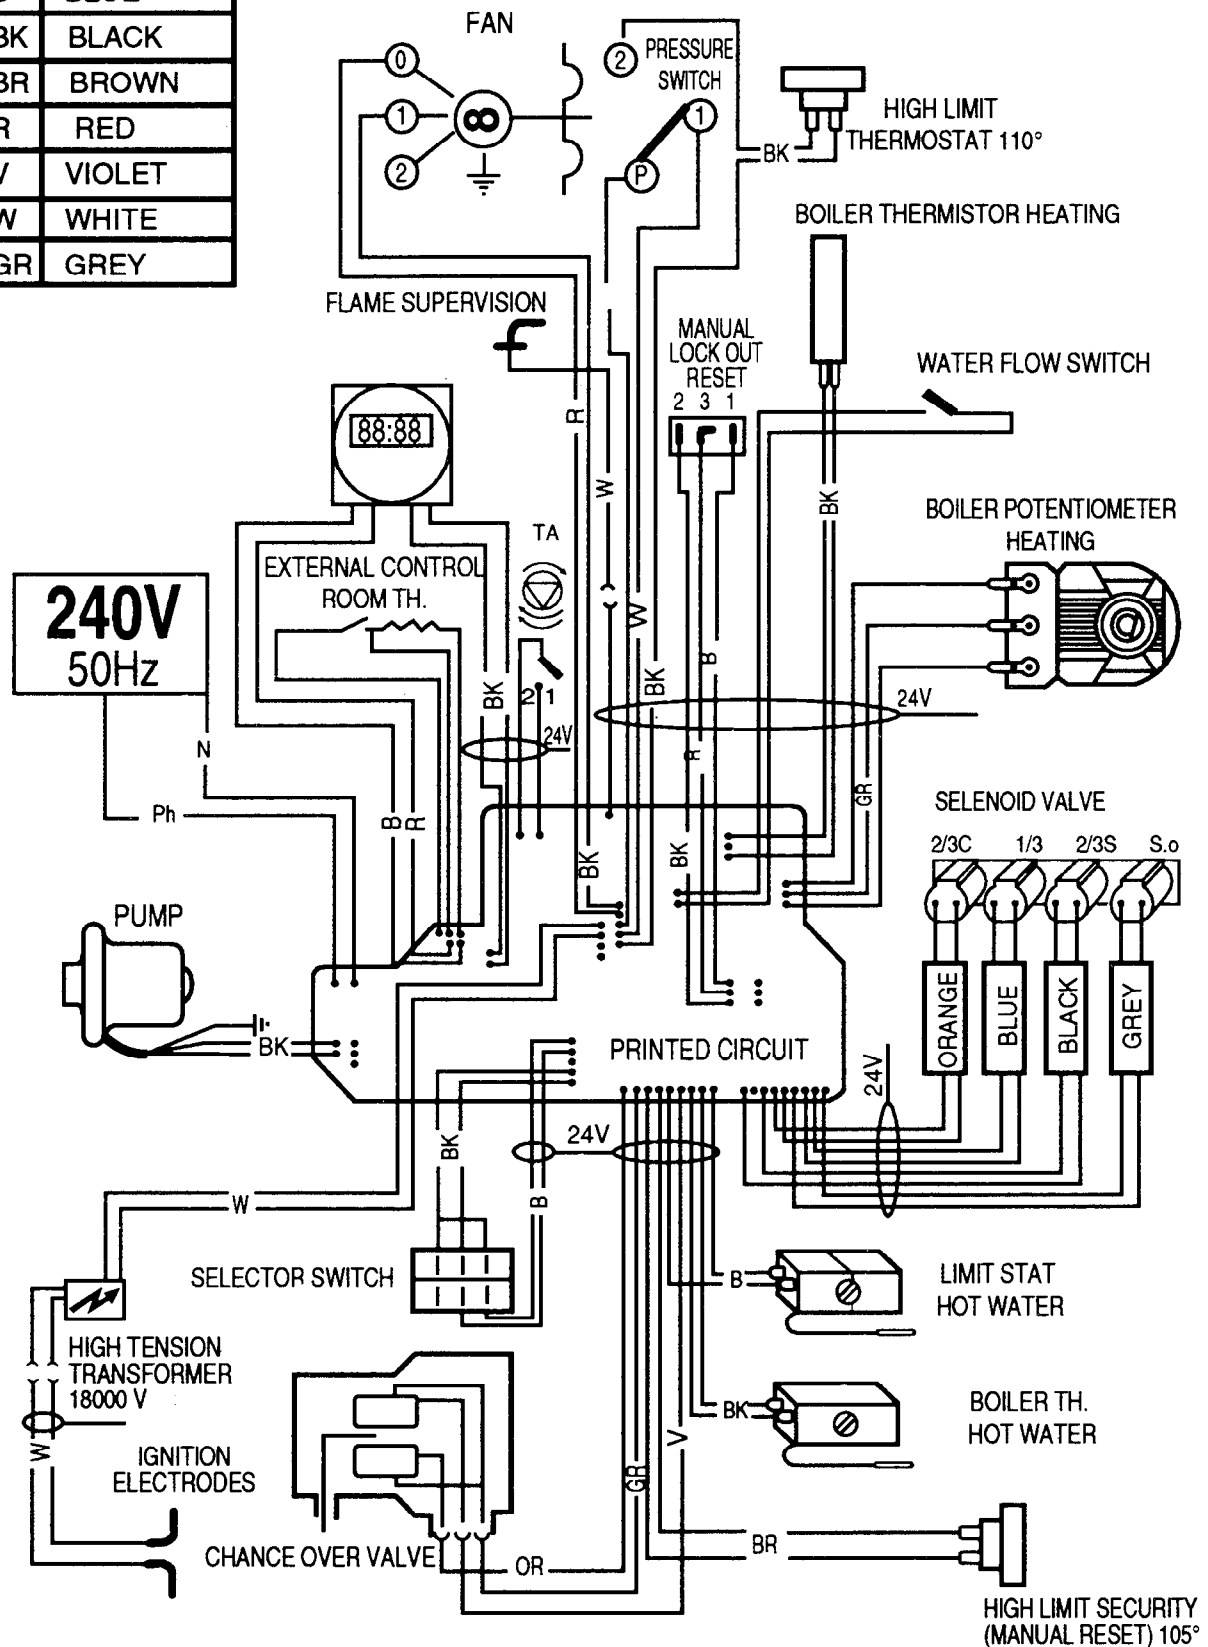 BK BLACK
BR BROWN
R RED
V VIOLET
W WHITE
GR GREY
FAN
0
1
2
2
PRESSURE
SWITCH
1
P
BK
HIGH LIMIT
THERMOSTAT 110°
BOILER THERMISTOR HEATING
FLAME SUPERVISION
MANUAL
LOCK OUT
RESET
2 3 1
WATER FLOW SWITCH
R
88:88
W
BK
BOILER POTENTIOMETER
HEATING
TA
EXTERNAL CONTROL
ROOM TH.
240V
50Hz
W
B
BK
BK
2 1
24V
24V
N
R
Ph
B
R
GR
SELENOID VALVE
2/3C 1/3 2/3S S.o
BK
BK
PUMP
ORANGE
BLUE
BLACK
GREY
BK
PRINTED CIRCUIT
24V
BK
24V
W
B
SELECTOR SWITCH
B
LIMIT STAT
HOT WATER
HIGH TENSION
TRANSFORMER
18000 V
BK
BOILER TH.
HOT WATER
W
V
IGNITION
ELECTRODES
GR
CHANCE OVER VALVE
OR
BR
HIGH LIMIT SECURITY
(MANUAL RESET) 105°